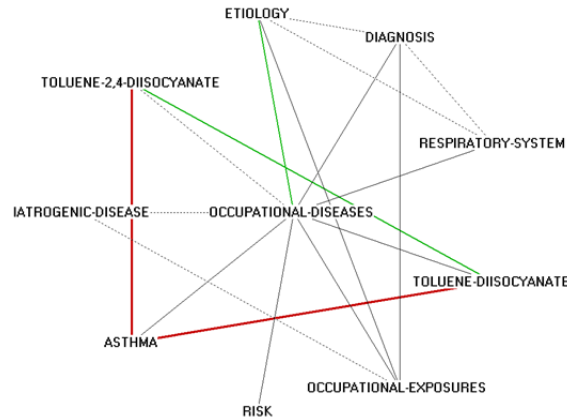 ETIOLOGY
DIAGNOSIS
TOLUENE-2,4-DIISOCYANATE
RESPIRATORY-SYSTEM
IATROGENIC-DISEASE
OCCUPATIONAL-DISEASES
TOLUENE-DIISOCYANATE
ASTHMA
OCCUPATIONAL-EXPOSURES
RISK